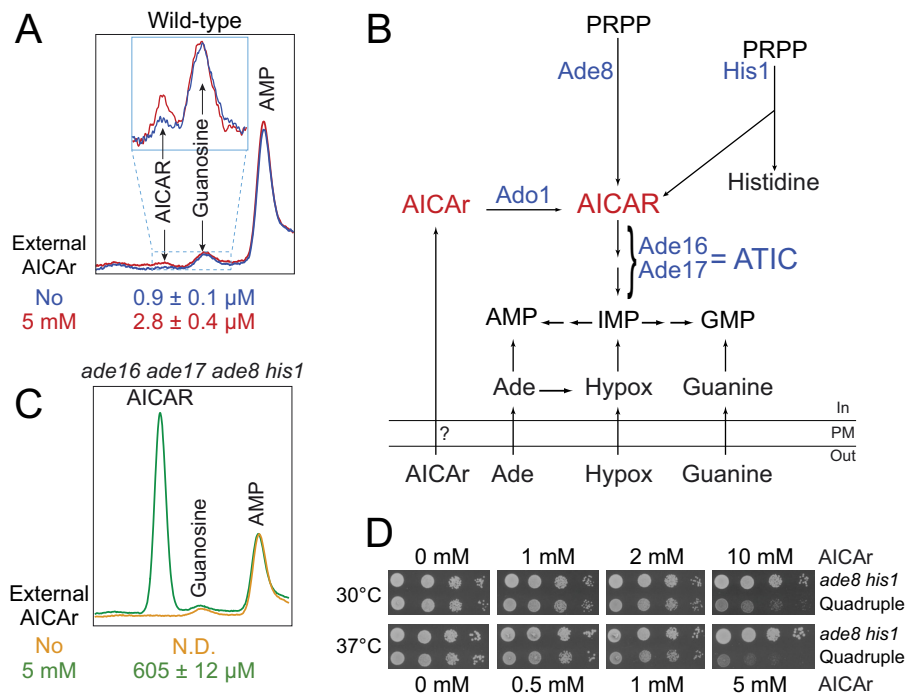 A
Wild-type
AICAR
Guanosine
AMP
External
AICAr
No
0.9 ± 0.1 µM
5 mM
2.8 ± 0.4 µM
B
PRPP
PRPP
Ade8
His1
Histidine
AICAr
Ado1
AICAR
Ade16
Ade17
}
= ATIC
AMP
IMP
GMP
Ade
Hypox
Guanine
In
?
PM
Out
AICAr
Ade
Hypox
Guanine
C
ade16 ade17 ade8 his1
AICAR
Guanosine
AMP
External
AICAr
No
N.D.
5 mM
605 ± 12 µM
D
0 mM
1 mM
2 mM
10 mM
AICAr
30°C
ade8 his1
Quadruple
37°C
ade8 his1
Quadruple
0 mM
0.5 mM
1 mM
5 mM
AICAr